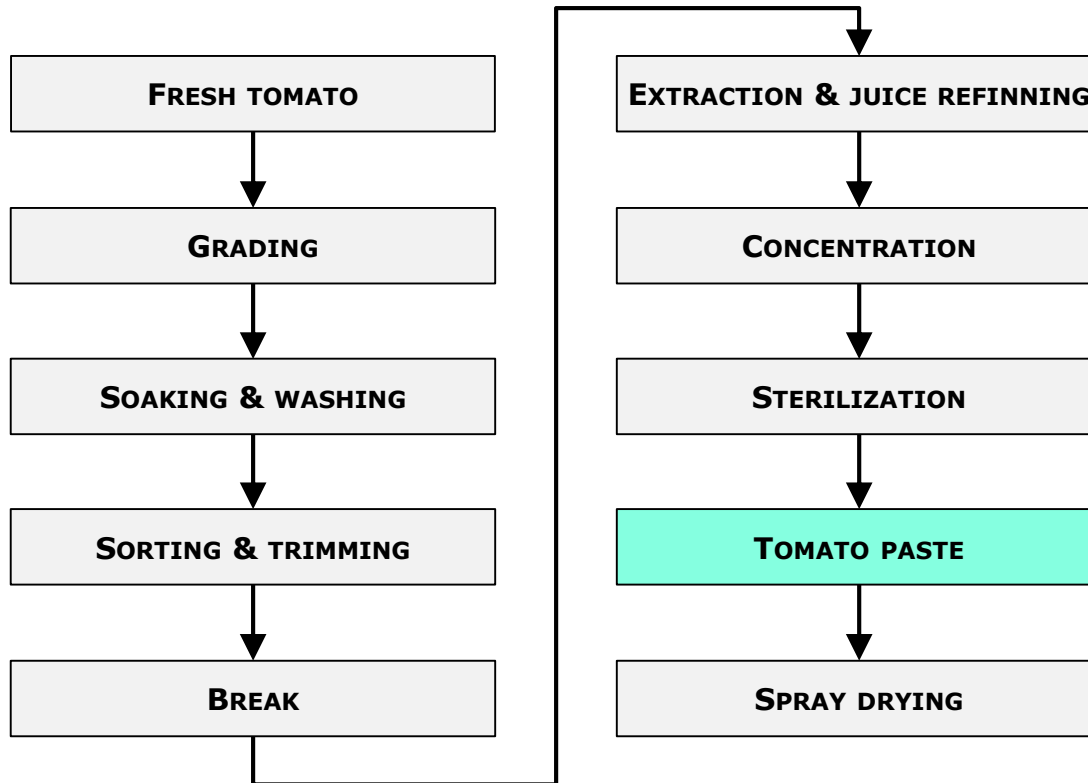 FRESH TOMATO
GRADING
SOAKING & WASHING
SORTING & TRIMMING
BREAK
EXTRACTION & JUICE REFINNING
CONCENTRATION
STERILIZATION
TOMATO PASTE
SPRAY DRYING